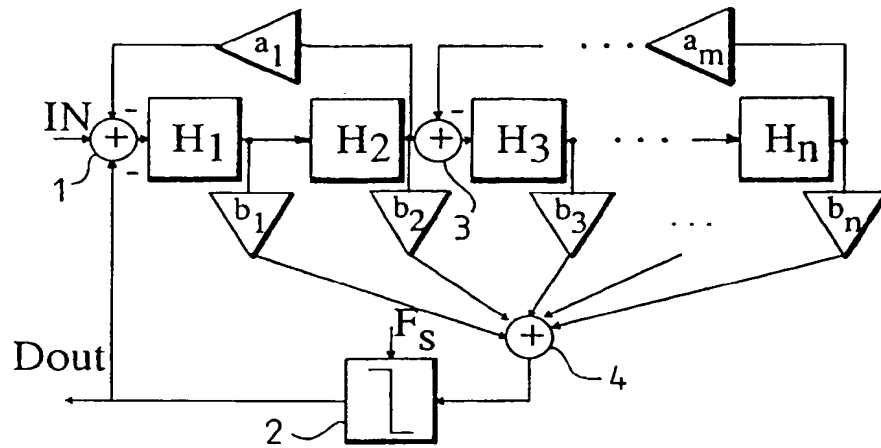 a1 · · · am
IN - -
1 + - H1 H2 + H3 · · · Hn
3
b1 b2 b3 · · · bn
Fs +
Dout 4
2